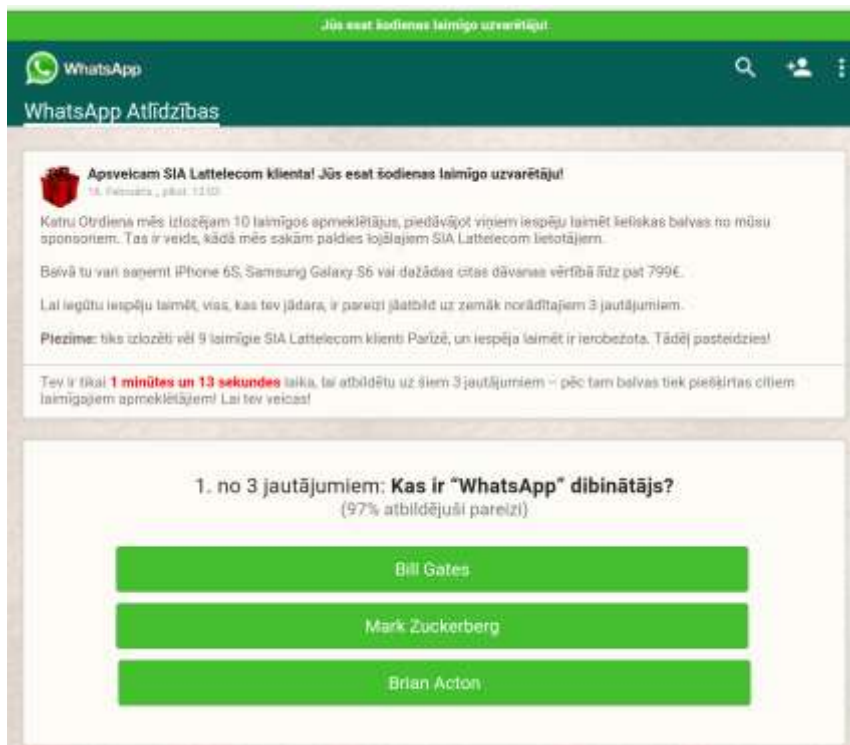 Jūs esat šodienas laimīgo uzvarētāju!
WhatsApp
WhatsApp Atlīdzības
Apsveicam SIA Lattelecom klienta! Jūs esat šodienas laimīgo uzvarētāju!
16. Februāris , plkst. 12:03
Katru Otrdiena mēs izlozējam 10 laimīgos apmeklētājus, piedāvājot viņiem iespēju laimēt lieliskas balvas no mūsu
sponsoriem. Tas ir veids, kādā mēs sakām paldies lojālajiem SIA Lattelecom lietotājiem.
Balvā tu vari saņemt iPhone 6S, Samsung Galaxy S6 vai dažādas citas dāvanas vērtībā līdz pat 799€.
Lai iegūtu iespēju laimēt, viss, kas tev jādara, ir pareizi jāatbild uz zemāk norādītajiem 3 jautājumiem.
Piezīme: tiks izlozēti vēl 9 laimīgie SIA Lattelecom klienti Parīzē, un iespēja laimēt ir ierobežota. Tādēļ pasteidzies!
Tev ir tikai 1 minūtes un 13 sekundes laika, lai atbildētu uz šiem 3 jautājumiem – pēc tam balvas tiek piešķirtas citiem
laimīgajiem apmeklētājiem! Lai tev veicas!
1. no 3 jautājumiem: Kas ir “WhatsApp” dibinātājs?
(97% atbildējuši pareizi)
Bill Gates
Mark Zuckerberg
Brian Acton